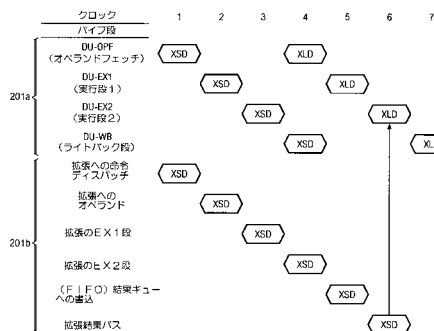 クロック 1 2 3 4 5 6 7
パイプ段
DU-OPF XSD XLD
(オペランドフェッチ)
DU-EX1 XSD XLD
(実行段1)
201a
DU-EX2 XSD XLD
(実行段2)
DU-WB XSD XL
(ライトバック段)
拡張への命令 XSD
ディスパッチ
拡張への XSD
オペランド
拡張のEX1段 XSD
201b
拡張のEX2段 XSD
(FIFO)結果キュー XSD
への書込
拡張結果バス XSD